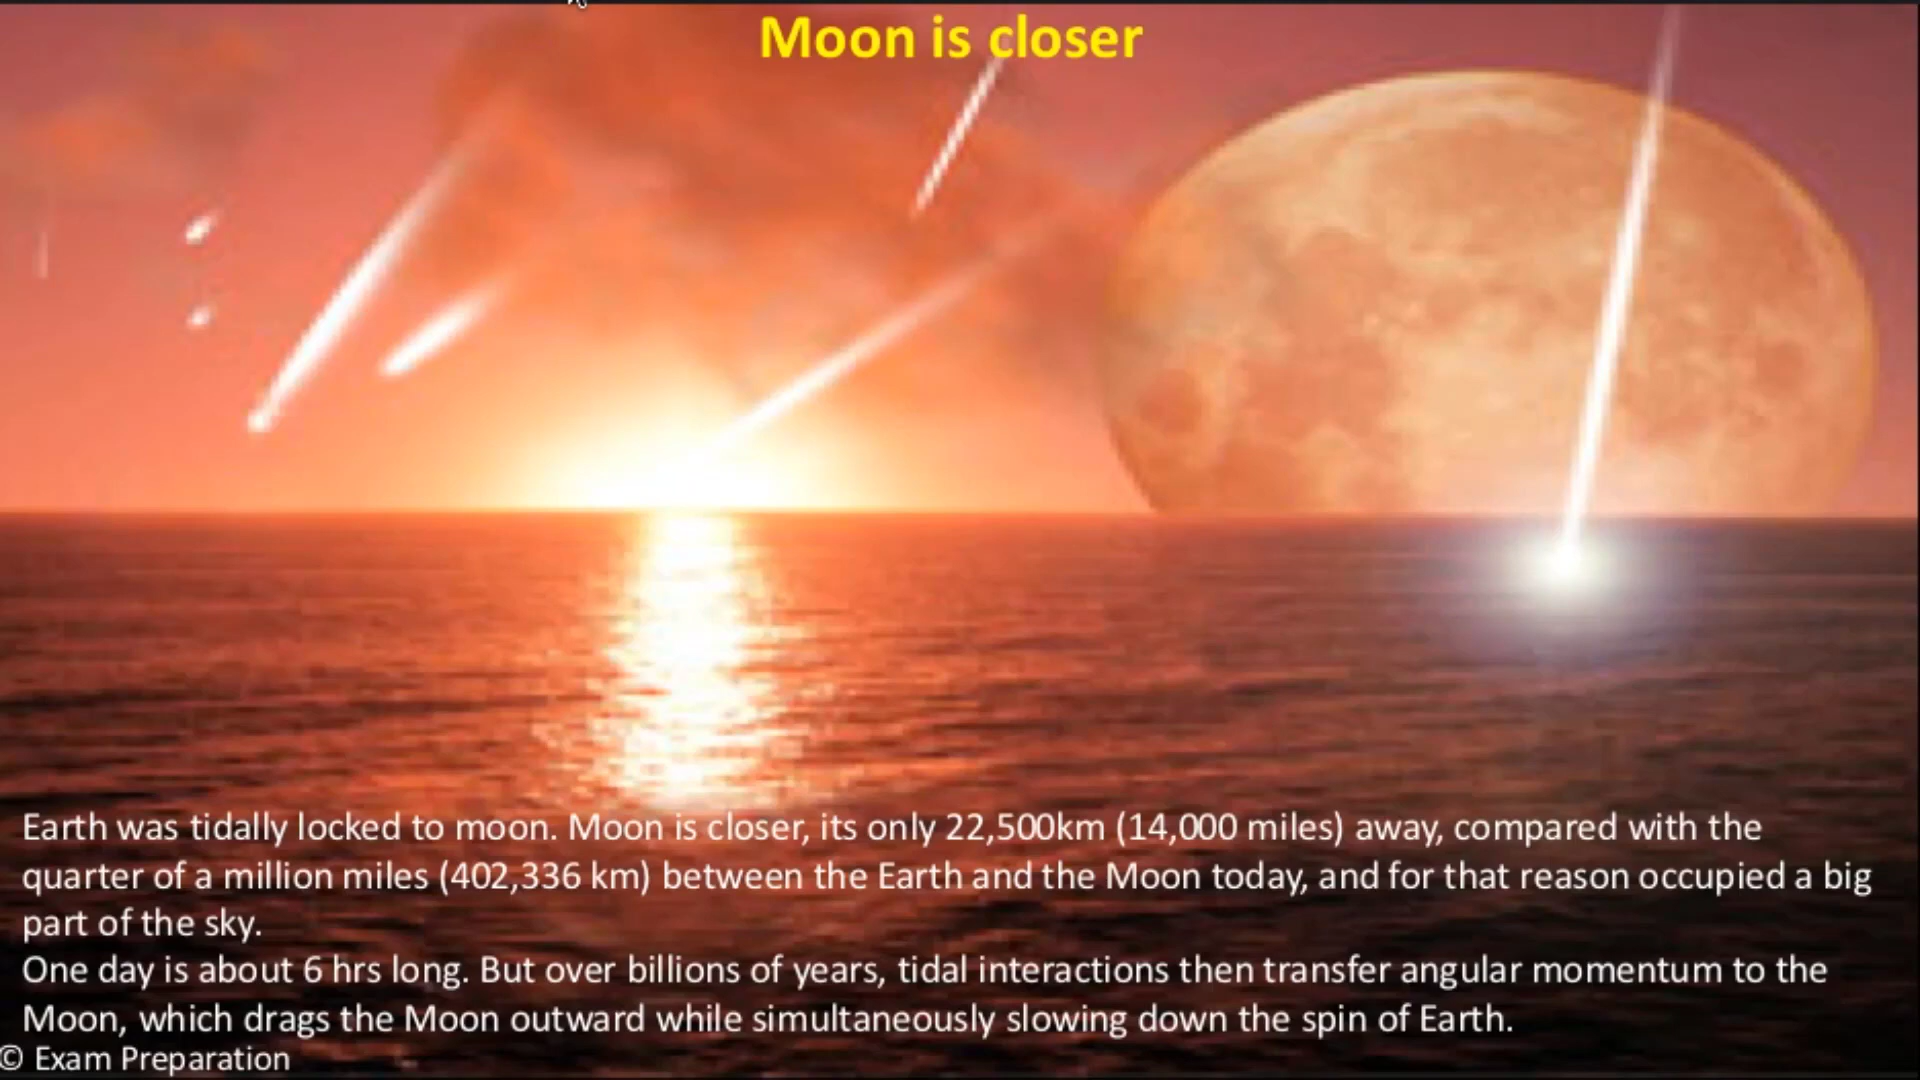 Moon is closer
Earth was tidally locked to moon. Moon is closer, its only 22,500km (14,000 miles) away, compared with the
quarter of a million miles (402,336 km) between the Earth and the Moon today, and for that reason occupied a big
part of the sky.
One day is about 6 hrs long. But over billions of years, tidal interactions then transfer angular momentum to the
Moon, which drags the Moon outward while simultaneously slowing down the spin of Earth.
© Exam Preparation